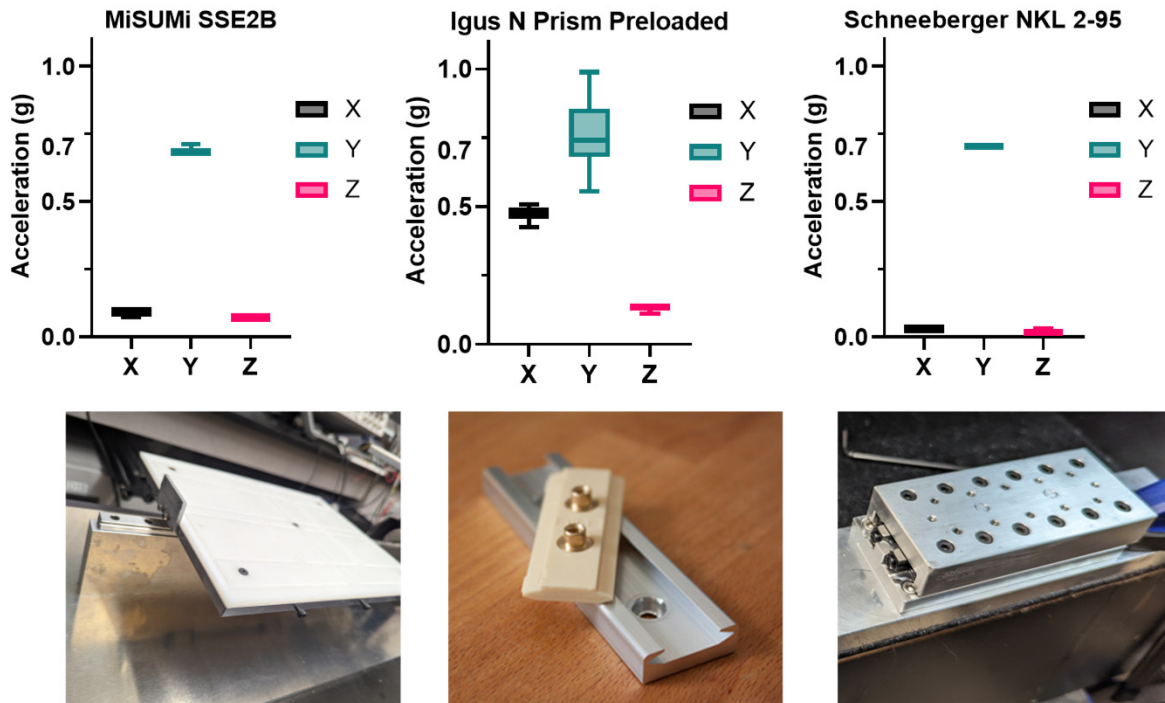 MiSUMi SSE2B
Acceleration (g)
1.0
0.7
0.5
0.0
X
Y
Z
X
Y
Z
Igus N Prism Preloaded
Acceleration (g)
1.0
0.7
0.5
0.0
X
Y
Z
X
Y
Z
Schneeberger NKL 2-95
Acceleration (g)
1.0
0.7
0.5
0.0
X
Y
Z
X
Y
Z